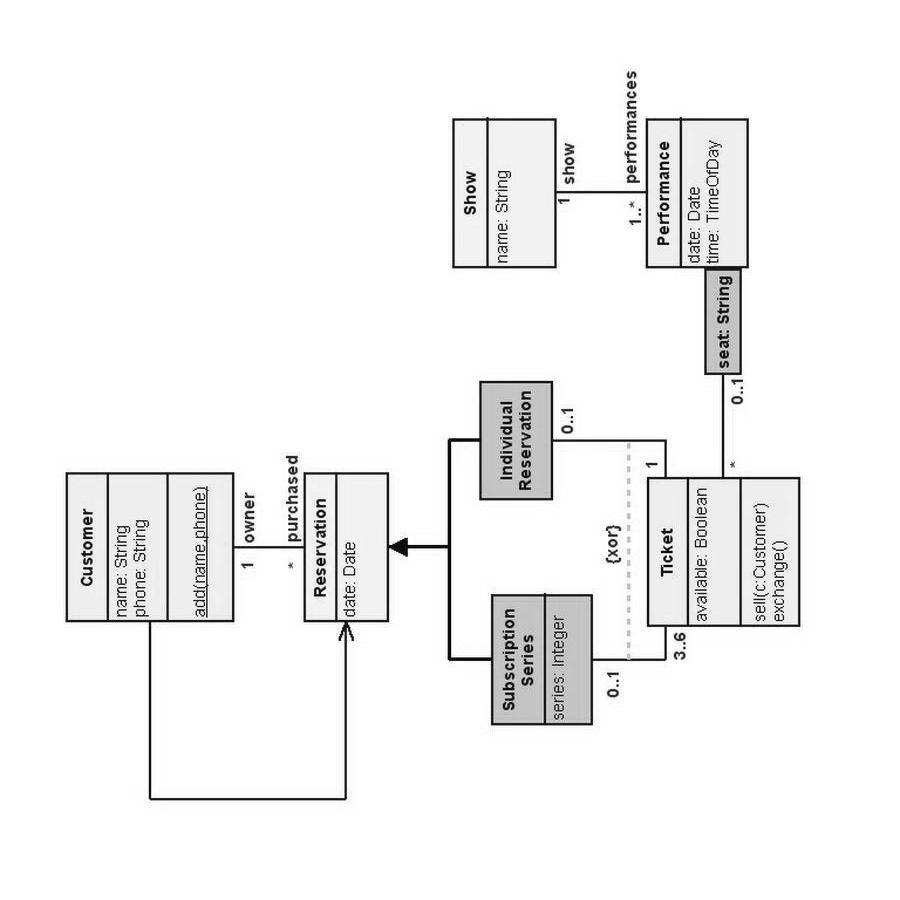 Customer
name: String
phone: String
add(name,phone)
1
owner
*
purchased
Reservation
date: Date
Subscription
Series
series: Integer
Individual
Reservation
0..1
0..1
{xor}
3..6
1
Ticket
available: Boolean
sell(c:Customer)
exchange()
*
0..1
seat: String
Show
name: String
1
show
1..*
performances
Performance
date: Date
time: TimeOfDay